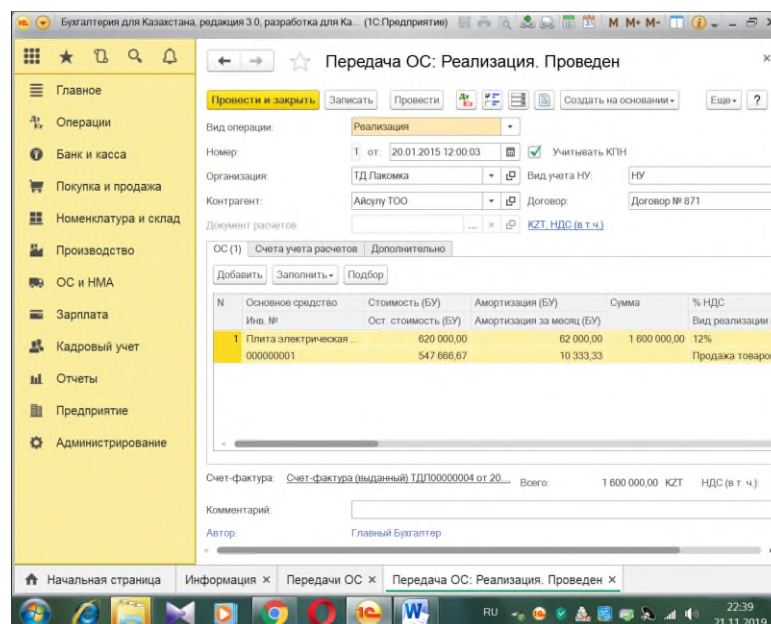 Бухгалтерия для Казахстана, редакция 3.0, разработка для Ка... (1С:Предприятие) M M+ M-
Передача ОС: Реализация. Проведен
Главное
Операции
Банк и касса
Покупка и продажа
Номенклатура и склад
Производство
ОС и НМА
Зарплата
Кадровый учет
Отчеты
Предприятие
Администрирование
Провести и закрыть Записать Провести Создать на основании Еще ?
Вид операции: Реализация
Номер: Т от: 20.01.2015 12:00:03 Учитывать КПН
Организация: ТД Лакомка Вид учета НУ: НУ
Контрагент: Айсулу ТОО Договор: Договор № 871
Документ расчетов: ... KZT, НДС (в т.ч.)
ОС (1) Счета учета расчетов Дополнительно
Добавить Заполнить Подбор
N Основное средство Стоимость (БУ) Амортизация (БУ) Сумма % НДС
Инв. № Ост. стоимость (БУ) Амортизация за месяц (БУ) Вид реализации
1 Плита электрическая ... 620 000,00 62 000,00 1 600 000,00 12%
000000001 547 666,67 10 333,33 Продажа товаро
Счет-фактура: Счет-фактура (выданный) ТДЛ00000004 от 20... Всего: 1 600 000,00 KZT НДС (в т. ч.):
Комментарий:
Автор: Главный Бухгалтер
Начальная страница Информация × Передачи ОС × Передача ОС: Реализация. Проведен ×
RU 22:39
21.11.2019